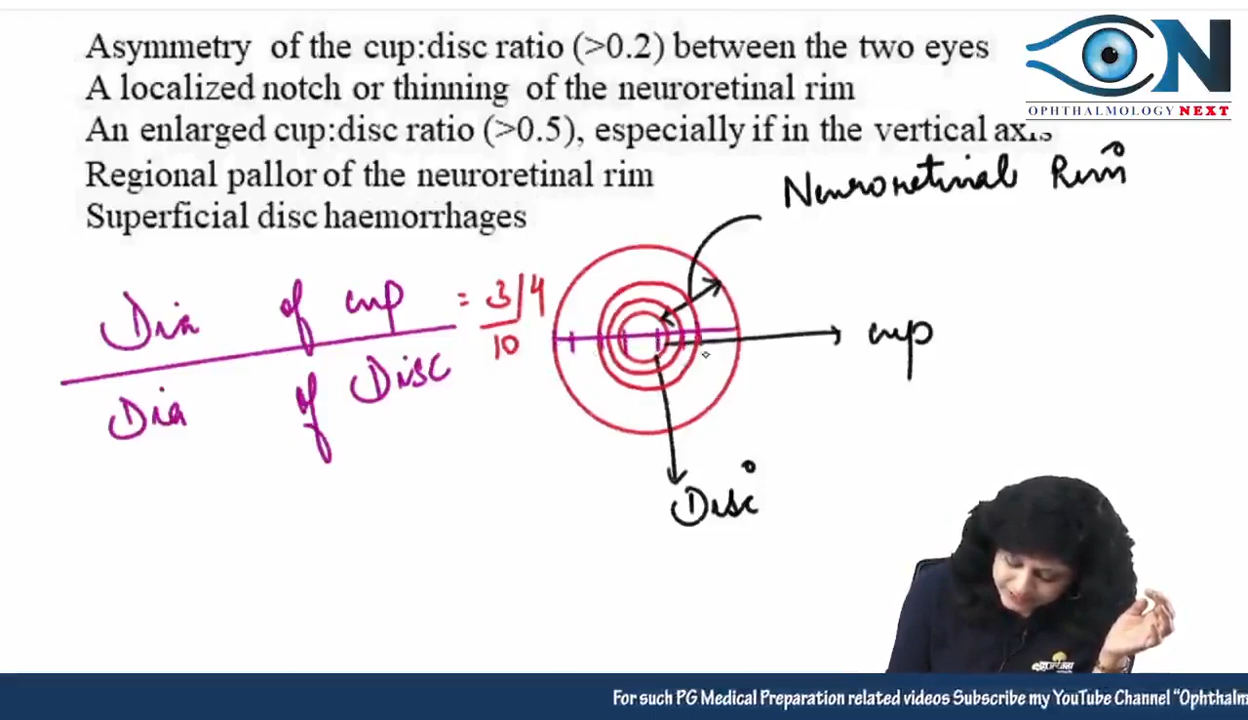 Asymmetry of the cup:disc ratio (>0.2) between the two eyes
A localized notch or thinning of the neuroretinal rim
An enlarged cup:disc ratio (>0.5), especially if in the vertical axis
Regional pallor of the neuroretinal rim
Superficial disc haemorrhages
ON
OPHTHALMOLOGY NEXT
Neuroretinal Rim
Dia of cup = 3/4
Dia of Disc 10
cup
Disc
For such PG Medical Preparation related videos Subscribe my YouTube Channel "Ophthalm